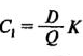 C₁ = D/Q K